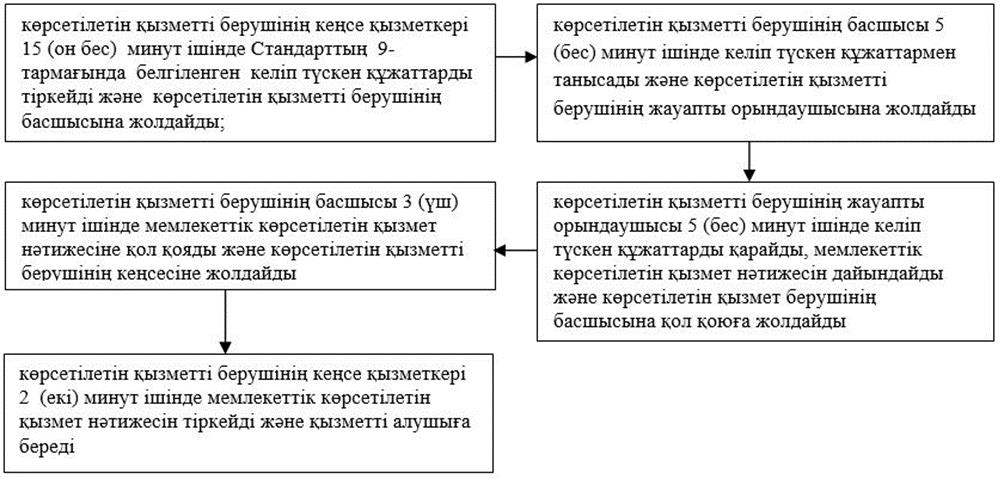 көрсетілетін қызметті берушінің кеңсе қызметкері
15 (он бес) минут ішінде Стандарттың 9-
тармағында белгіленген келіп түскен құжаттарды
тіркейді және көрсетілетін қызметті берушінің
басшысына жолдайды;
көрсетілетін қызметті берушінің басшысы 5
(бес) минут ішінде келіп түскен құжаттармен
танысады және көрсетілетін қызметті
берушінің жауапты орындаушысына жолдайды
көрсетілетін қызметті берушінің жауапты
орындаушысы 5 (бес) минут ішінде келіп
түскен құжаттарды қарайды, мемлекеттік
көрсетілетін қызмет нәтижесін дайындайды
және көрсетілетін қызмет берушінің
басшысына қол қоюға жолдайды
көрсетілетін қызметті берушінің басшысы 3 (үш)
минут ішінде мемлекеттік көрсетілетін қызмет
нәтижесіне қол қояды және көрсетілетін қызметті
берушінің кеңсесіне жолдайды
көрсетілетін қызметті берушінің кеңсе қызметкері
2 (екі) минут ішінде мемлекеттік көрсетілетін
қызмет нәтижесін тіркейді және қызметті алушыға
береді